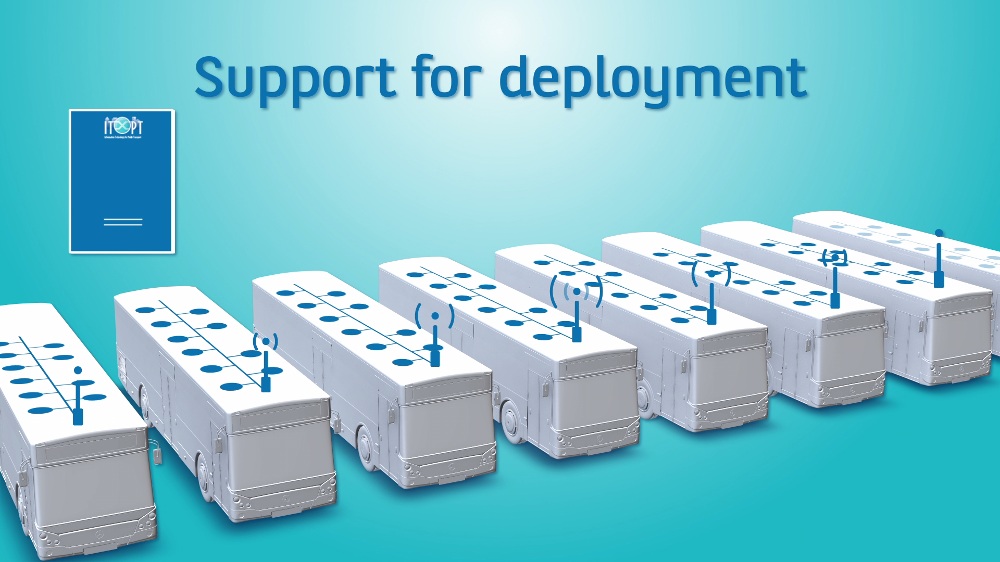 Support for deployment
ITxPT
Information Technology for Public Transport